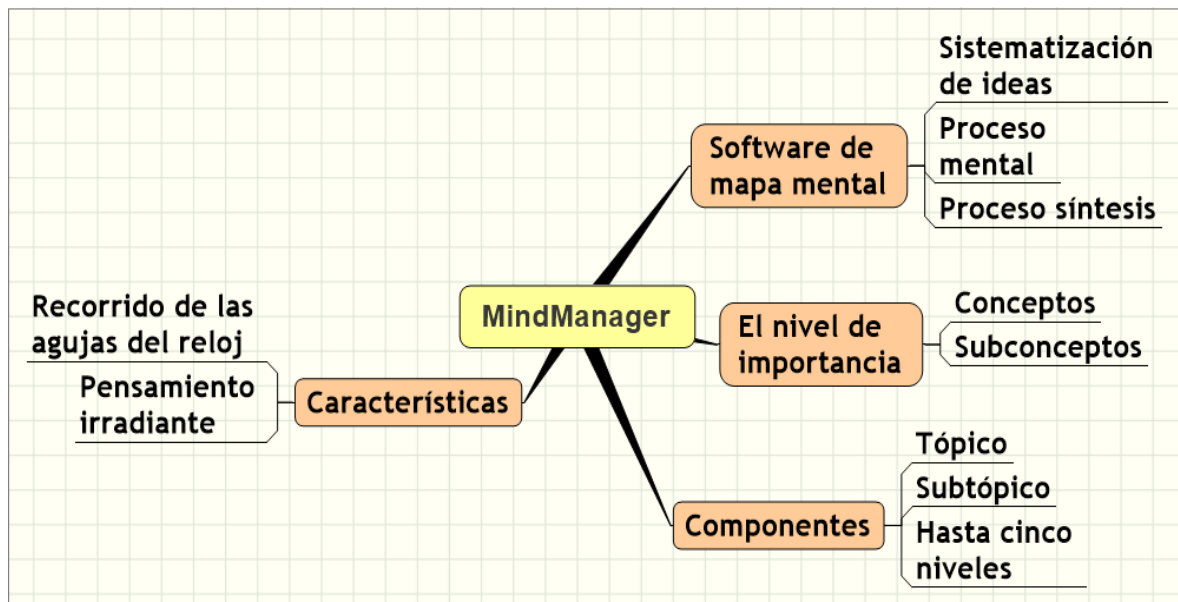 Sistematización
de ideas
Software de
mapa mental
Proceso
mental
Proceso síntesis
MindManager
El nivel de
importancia
Conceptos
Subconceptos
Componentes
Tópico
Subtópico
Hasta cinco
niveles
Característicias
Recorrido de las
agujas del reloj
Pensamiento
irradiante